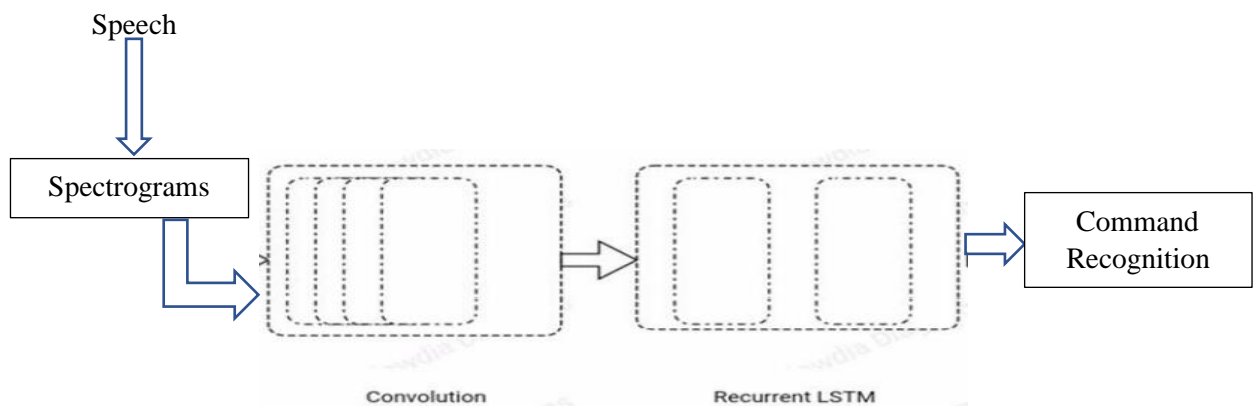 Speech
Spectrograms
Command
Recognition
Convolution
Recurrent LSTM